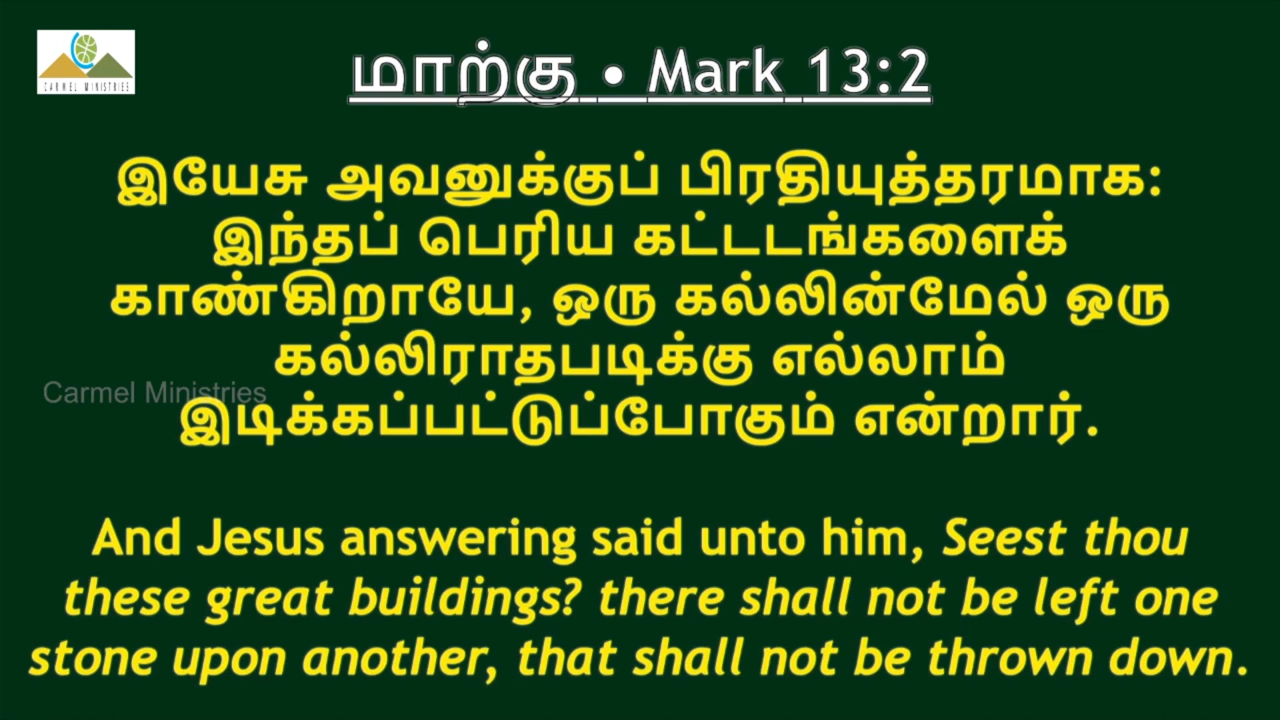 CARMEL MINISTRIES
மாற்கு • Mark 13:2
இயேசு அவனுக்குப் பிரதியுத்தரமாக:
இந்தப் பெரிய கட்டடங்களைக்
காண்கிறாயே, ஒரு கல்லின்மேல் ஒரு
கல்லிராதபடிக்கு எல்லாம்
Carmel Ministries
இடிக்கப்பட்டுப்போகும் என்றார்.
And Jesus answering said unto him, Seest thou
these great buildings? there shall not be left one
stone upon another, that shall not be thrown down.